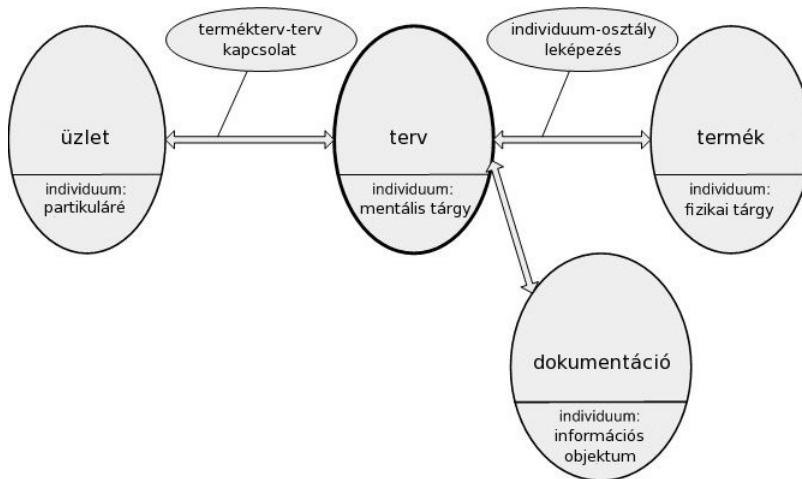 termékterv-terv
kapcsolat
individuum-osztály
leképezés
üzlet
individuum:
partikuláré
terv
individuum:
mentális tárgy
termék
individuum:
fizikai tárgy
dokumentáció
individuum:
információs
objektum